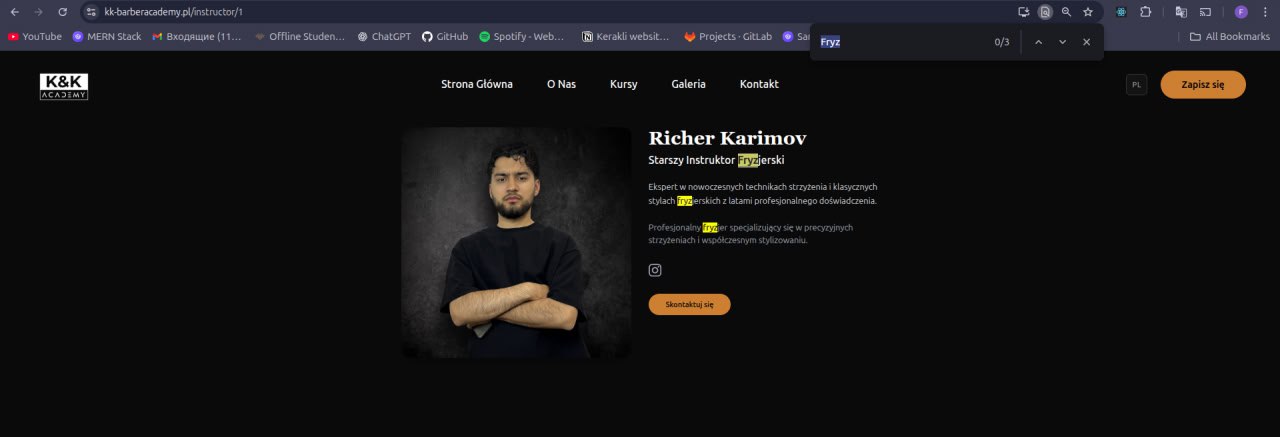 kk-barberacademy.pl/instructor/1
F
YouTube
MERN Stack
Входящие (11...
Offline Studen...
ChatGPT
GitHub
Spotify - Web...
Kerakli websit...
Projects · GitLab
San
All Bookmarks
Fryz
0/3
K&K
ACADEMY
Strona Główna
O Nas
Kursy
Galeria
Kontakt
PL
Zapisz się
Richer Karimov
Starszy Instruktor Fryzjerski
Ekspert w nowoczesnych technikach strzyżenia i klasycznych
stylach fryzjerskich z latami profesjonalnego doświadczenia.
Profesjonalny fryzjer specjalizujący się w precyzyjnych
strzyżeniach i współczesnym stylizowaniu.
Skontaktuj się